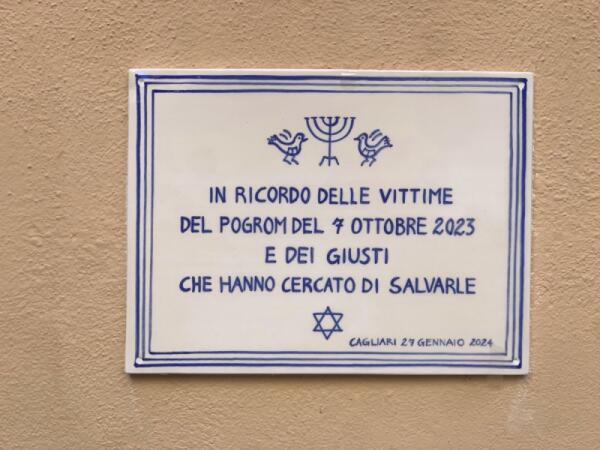 IN RICORDO DELLE VITTIME
DEL POGROM DEL 7 OTTOBRE 2023
E DEI GIUSTI
CHE HANNO CERCATO DI SALVARLE
CAGLIARI 27 GENNAIO 2024